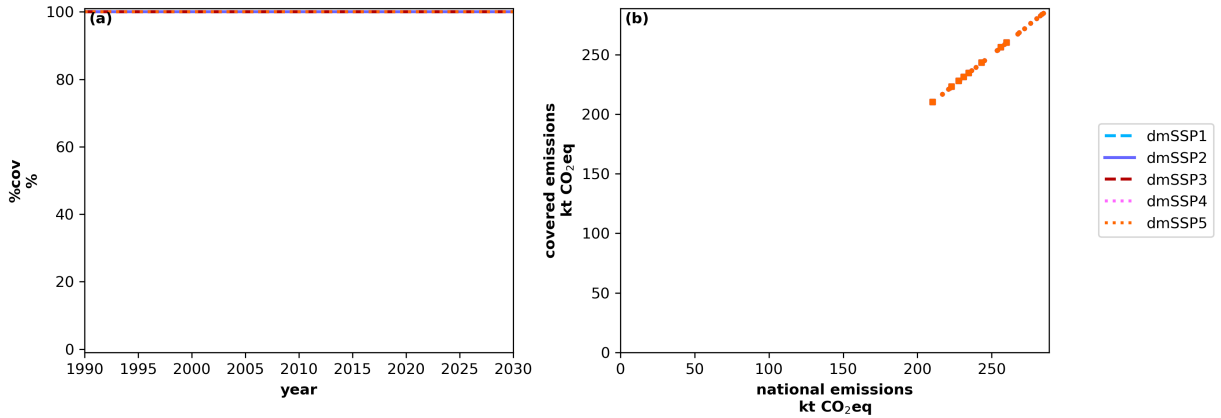 (a)
100
80
60
40
20
0
%cov
%
1990 1995 2000 2005 2010 2015 2020 2025 2030
year
(b)
250
200
150
100
50
0
covered emissions
kt CO₂eq
0 50 100 150 200 250
national emissions
kt CO₂eq
dmSSP1
dmSSP2
dmSSP3
dmSSP4
dmSSP5